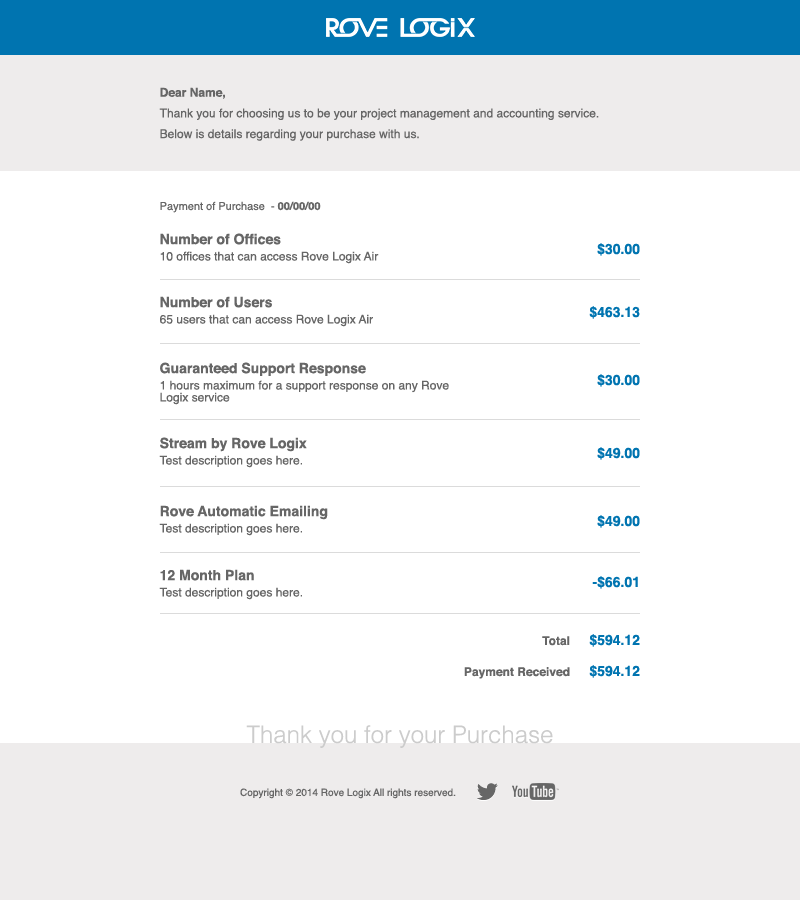 ROVE LOGIX
Dear Name,
Thank you for choosing us to be your project management and accounting service.
Below is details regarding your purchase with us.
Payment of Purchase - 00/00/00
Number of Offices
10 offices that can access Rove Logix Air
$30.00
Number of Users
65 users that can access Rove Logix Air
$463.13
Guaranteed Support Response
1 hours maximum for a support response on any Rove
Logix service
$30.00
Stream by Rove Logix
Test description goes here.
$49.00
Rove Automatic Emailing
Test description goes here.
$49.00
12 Month Plan
Test description goes here.
-$66.01
Total $594.12
Payment Received $594.12
Thank you for your Purchase
Copyright © 2014 Rove Logix All rights reserved. YouTube